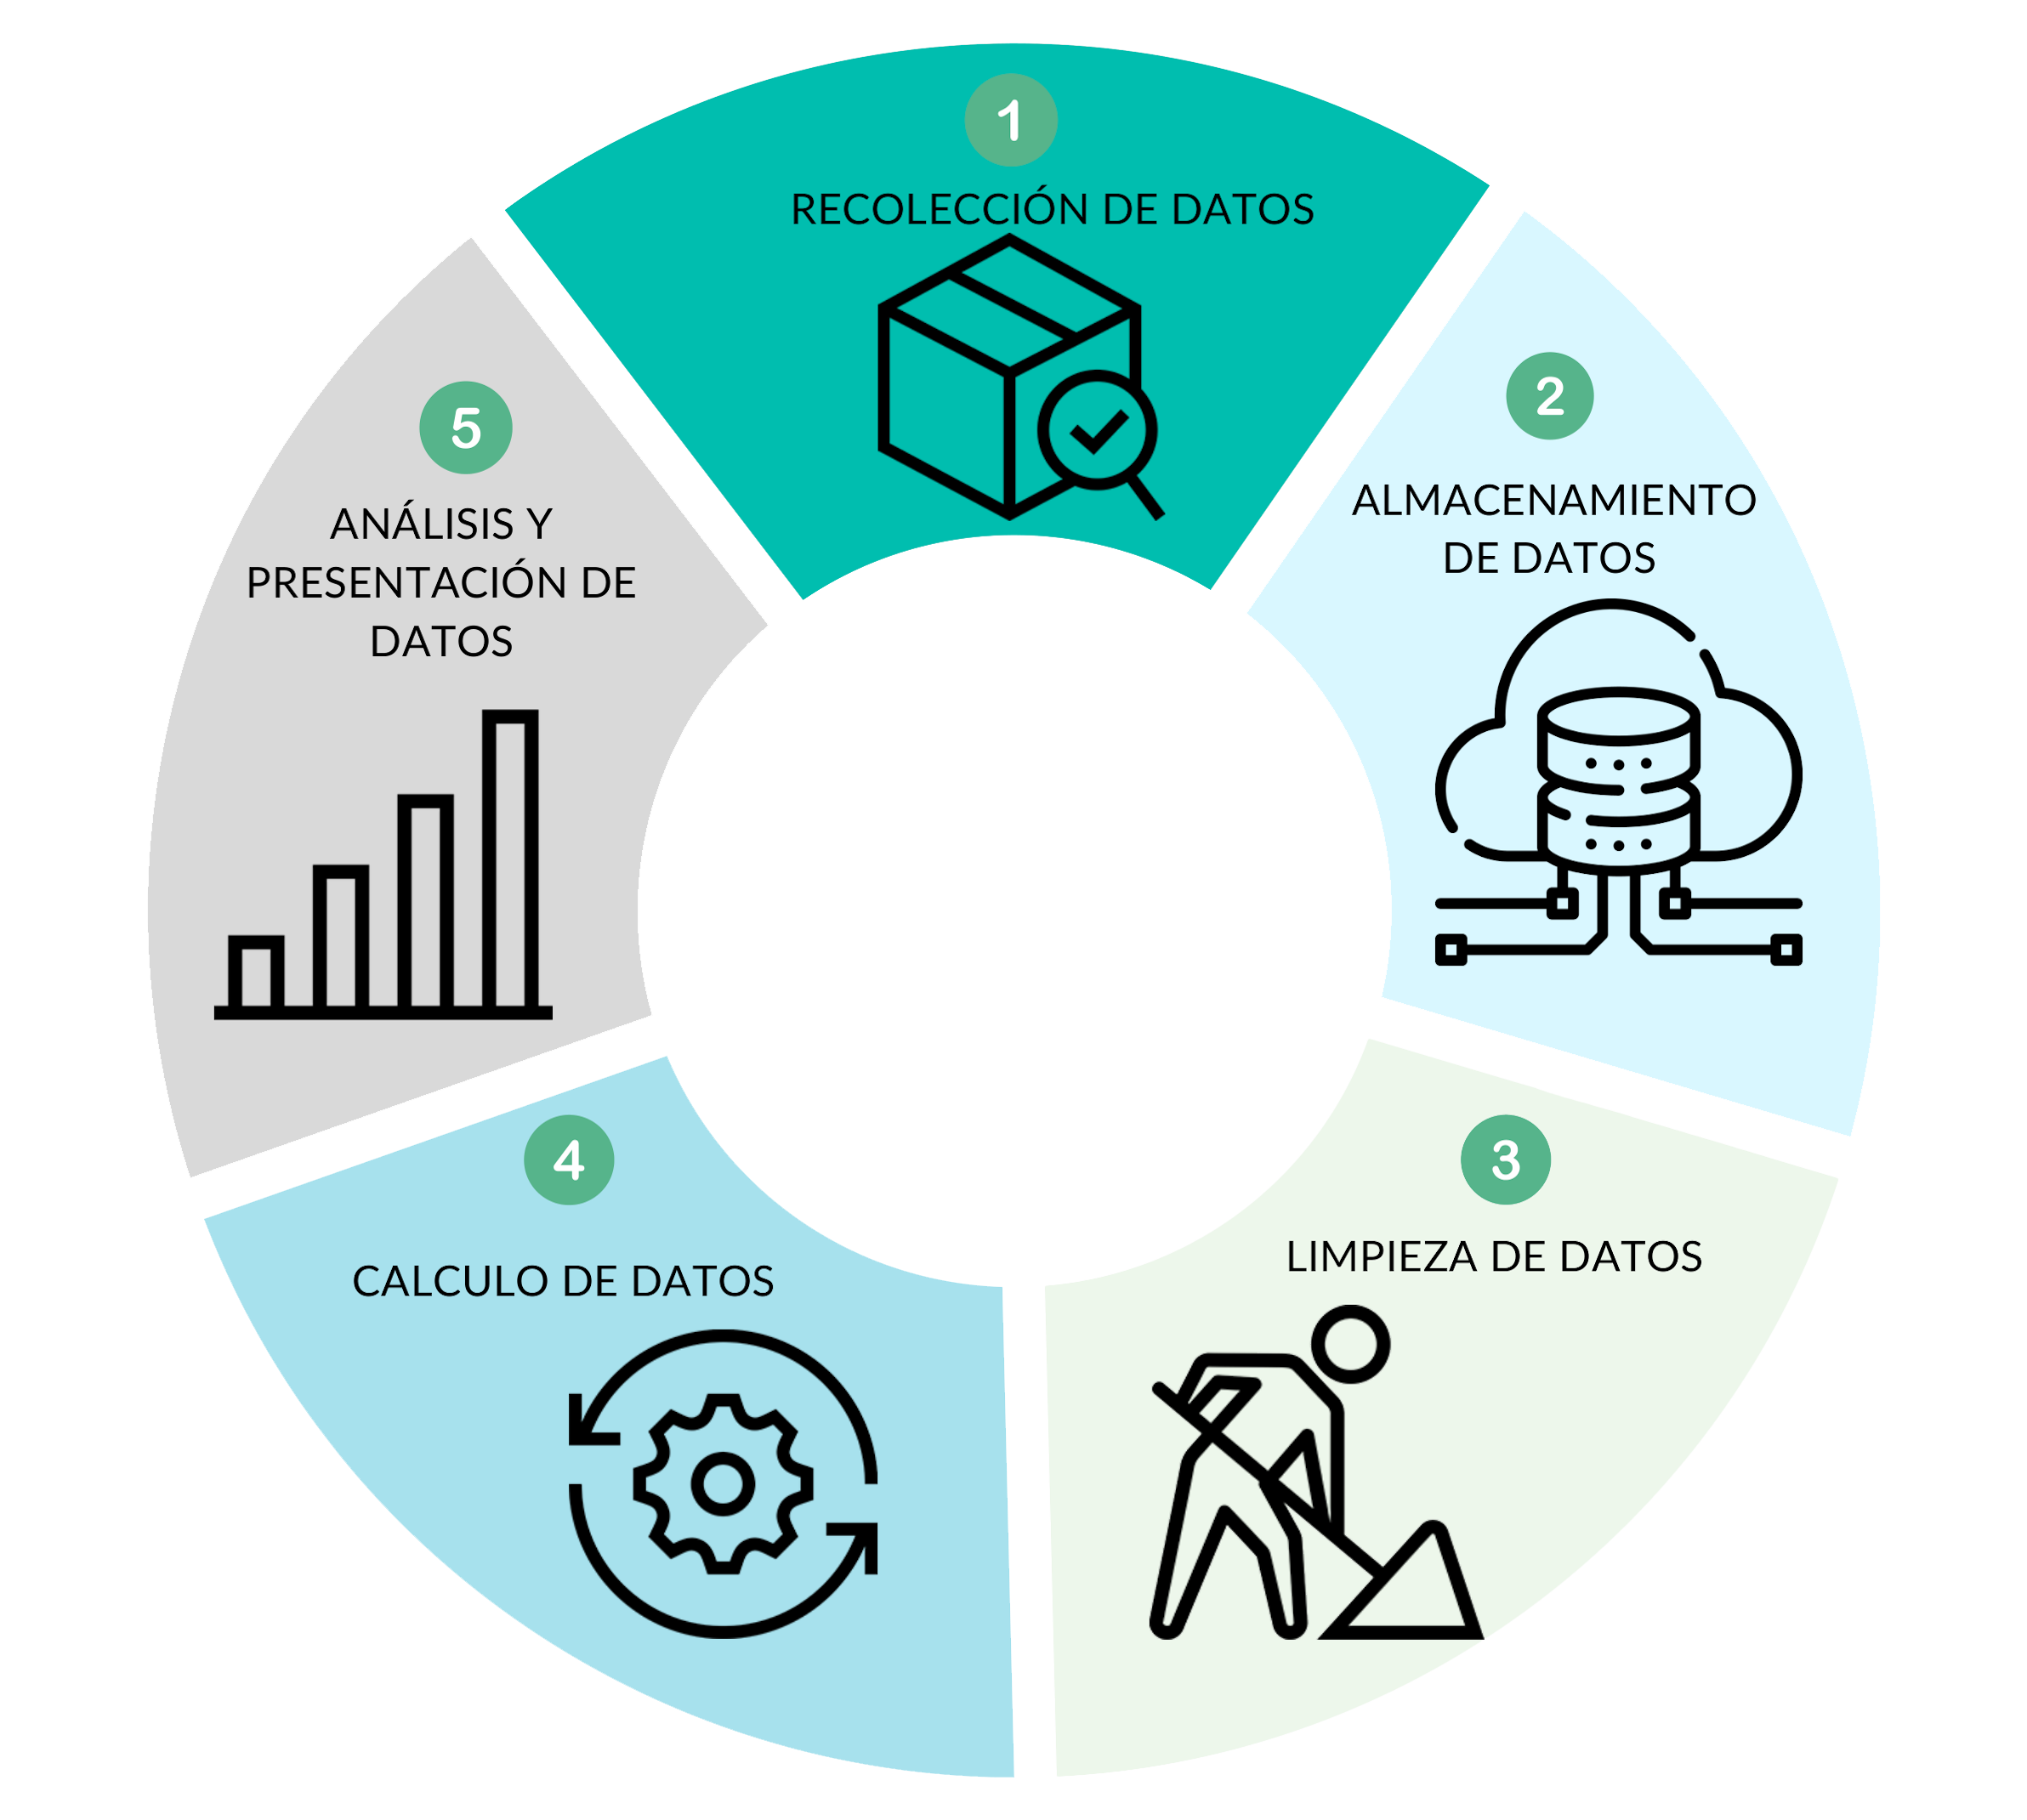 1
RECOLECCIÓN DE DATOS
2
ALMACENAMIENTO
DE DATOS
3
LIMPIEZA DE DATOS
4
CALCULO DE DATOS
5
ANÁLISIS Y
PRESENTÁCIÓN DE
DATOS